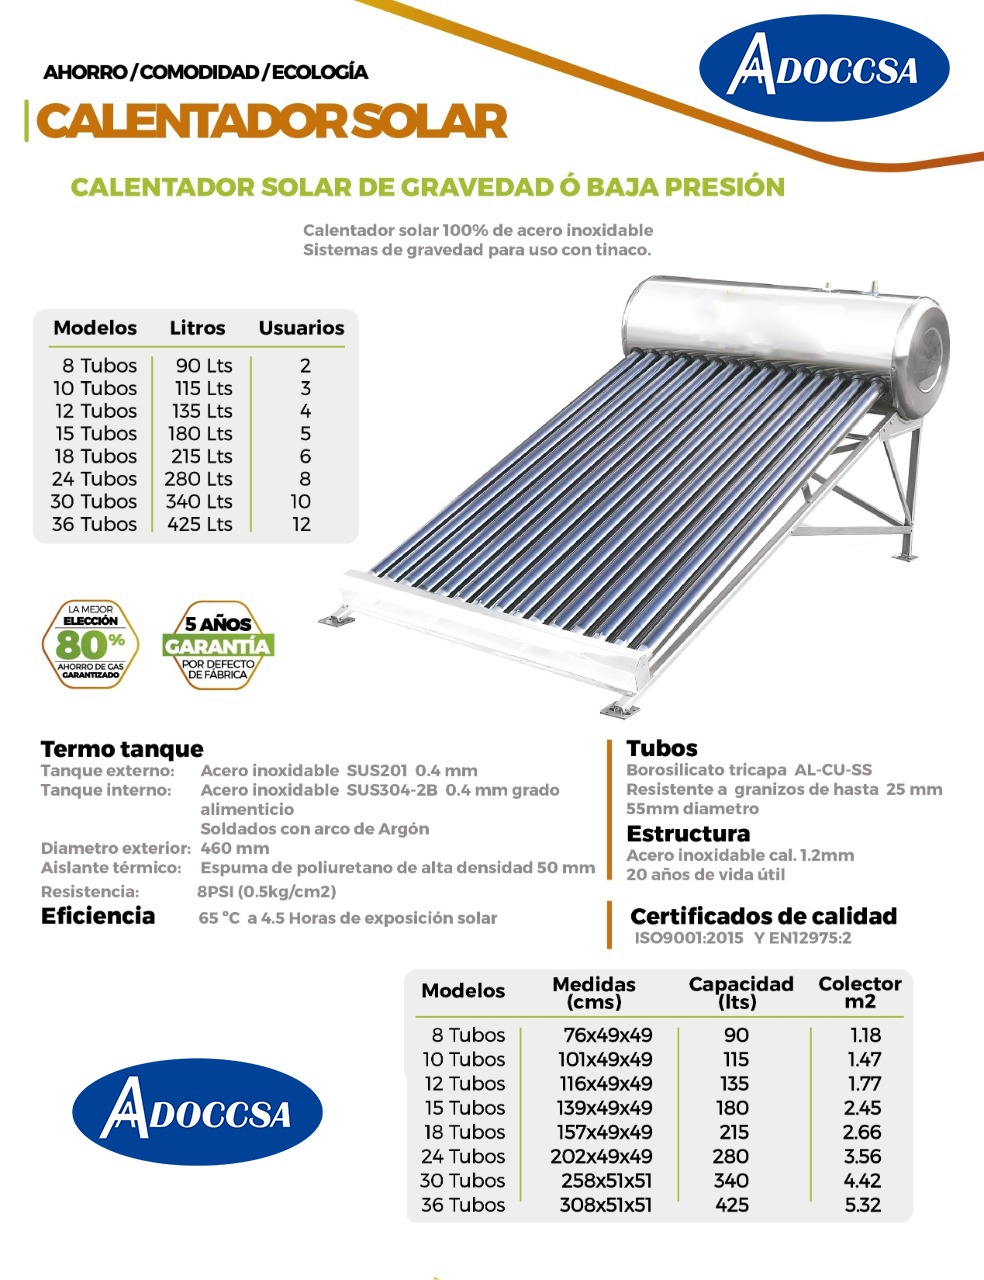 AHORRO/COMODIDAD/ECOLOGÍA
ADOCCSA
CALENTADOR SOLAR
CALENTADOR SOLAR DE GRAVEDAD Ó BAJA PRESIÓN
Calentador solar 100% de acero inoxidable
Sistemas de gravedad para uso con tinaco.
Modelos Litros Usuarios
8 Tubos 90 Lts 2
10 Tubos 115 Lts 3
12 Tubos 135 Lts 4
15 Tubos 180 Lts 5
18 Tubos 215 Lts 6
24 Tubos 280 Lts 8
30 Tubos 340 Lts 10
36 Tubos 425 Lts 12
LA MEJOR
ELECCIÓN
80%
AHORRO DE GAS
GARANTIZADO
5 AÑOS
GARANTÍA
POR DEFECTO
DE FÁBRICA
Termo tanque
Tanque externo: Acero inoxidable SUS201 0.4 mm
Tanque interno: Acero inoxidable SUS304-2B 0.4 mm grado
alimenticio
Soldados con arco de Argón
Diametro exterior: 460 mm
Aislante térmico: Espuma de poliuretano de alta densidad 50 mm
Resistencia: 8PSI (0.5kg/cm2)
Eficiencia 65 ºC a 4.5 Horas de exposición solar
Tubos
Borosilicato tricapa AL-CU-SS
Resistente a granizos de hasta 25 mm
55mm diametro
Estructura
Acero inoxidable cal. 1.2mm
20 años de vida útil
Certificados de calidad
ISO9001:2015 Y EN12975:2
Modelos Medidas (cms) Capacidad (lts) Colector m2
8 Tubos 76x49x49 90 1.18
10 Tubos 101x49x49 115 1.47
12 Tubos 116x49x49 135 1.77
15 Tubos 139x49x49 180 2.45
18 Tubos 157x49x49 215 2.66
24 Tubos 202x49x49 280 3.56
30 Tubos 258x51x51 340 4.42
36 Tubos 308x51x51 425 5.32
ADOCCSA